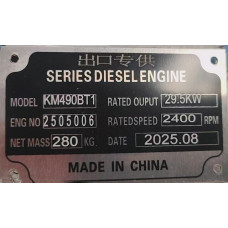 出口专供
SERIES DIESEL ENGINE
MODEL KM490BT1 RATED OUPUT 29.5KW
ENG NO 2505006 RATEDSPEED 2400 RPM
NET MASS 280 KG DATE 2025.08
MADE IN CHINA